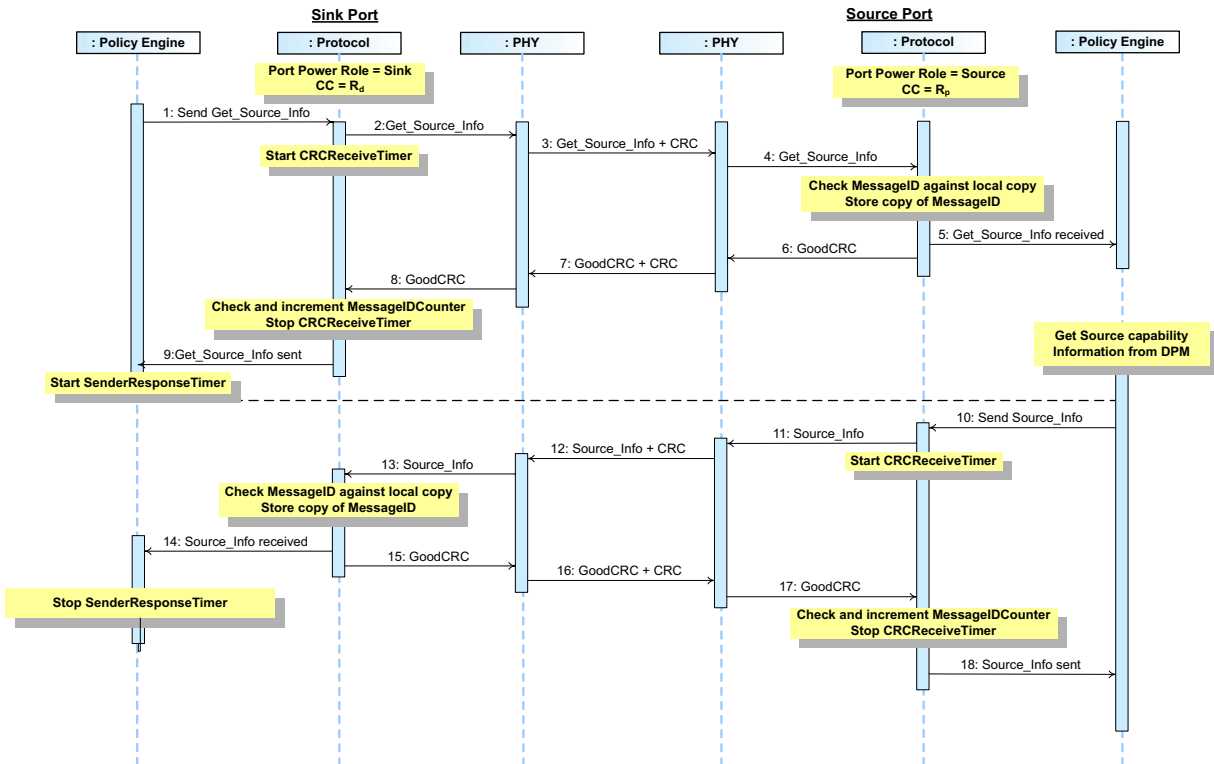 Sink Port
Source Port
: Policy Engine
: Protocol
: PHY
: PHY
: Protocol
: Policy Engine
Port Power Role = Sink
CC = Rd
Port Power Role = Source
CC = Rp
1: Send Get_Source_Info
2:Get_Source_Info
Start CRCReceiveTimer
3: Get_Source_Info + CRC
4: Get_Source_Info
Check MessageID against local copy
Store copy of MessageID
5: Get_Source_Info received
6: GoodCRC
7: GoodCRC + CRC
8: GoodCRC
Check and increment MessageIDCounter
Stop CRCReceiveTimer
9:Get_Source_Info sent
Start SenderResponseTimer
Get Source capability
Information from DPM
10: Send Source_Info
11: Source_Info
Start CRCReceiveTimer
12: Source_Info + CRC
13: Source_Info
Check MessageID against local copy
Store copy of MessageID
14: Source_Info received
15: GoodCRC
16: GoodCRC + CRC
17: GoodCRC
Stop SenderResponseTimer
Check and increment MessageIDCounter
Stop CRCReceiveTimer
18: Source_Info sent